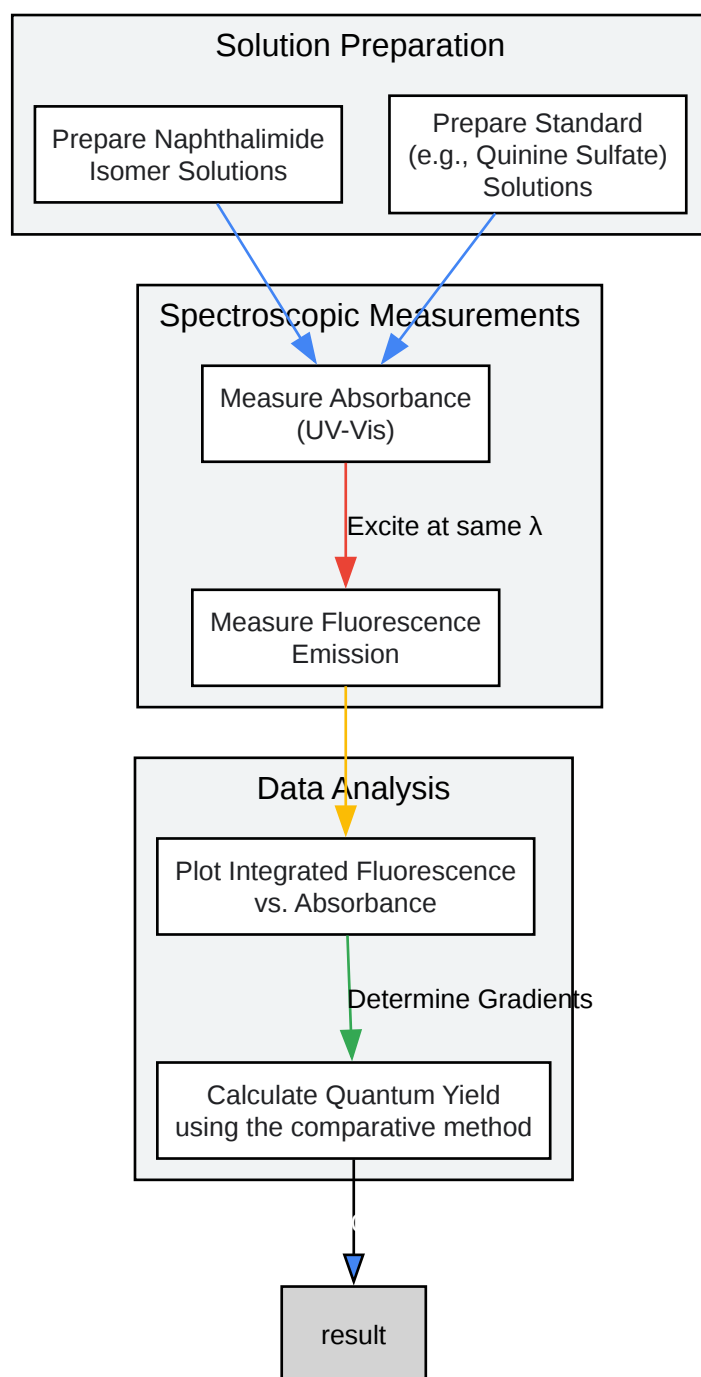 Solution Preparation
Prepare Naphthalimide
Isomer Solutions
Prepare Standard
(e.g., Quinine Sulfate)
Solutions
Spectroscopic Measurements
Measure Absorbance
(UV-Vis)
Excite at same λ
Measure Fluorescence
Emission
Data Analysis
Plot Integrated Fluorescence
vs. Absorbance
Determine Gradients
Calculate Quantum Yield
using the comparative method
result